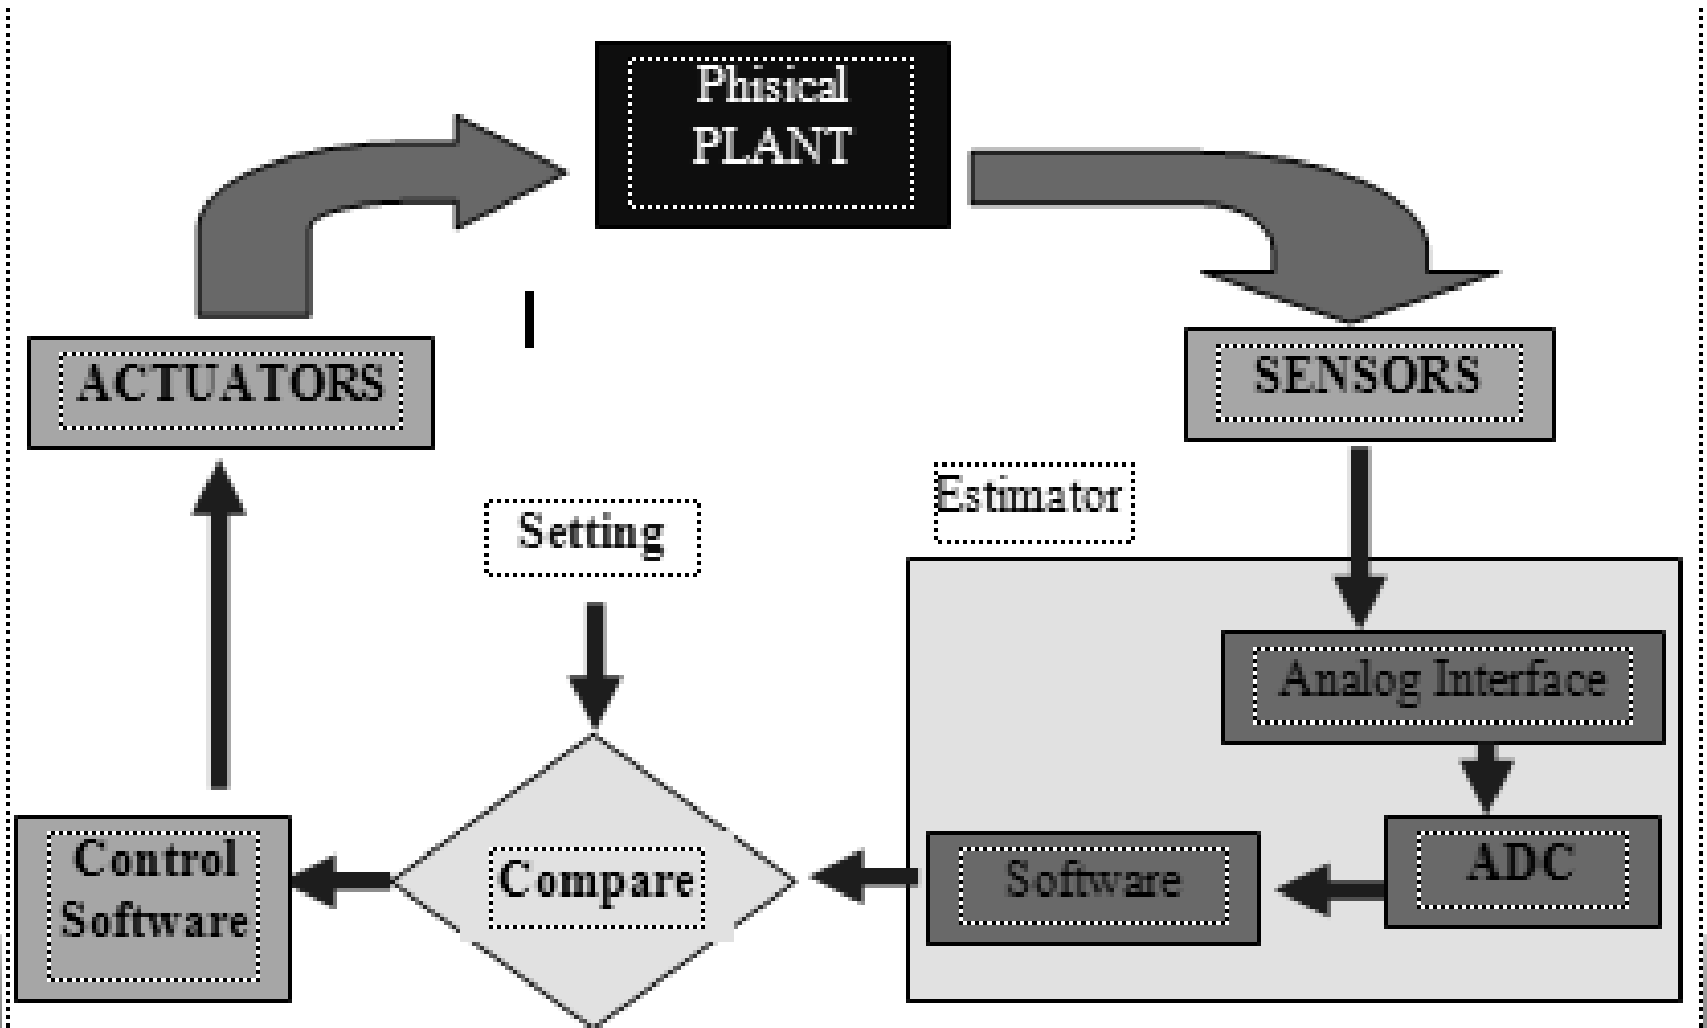 Phisical
PLANT
ACTUATORS
SENSORS
Estimator
Setting
Analog Interface
Control
Software
Compare
Software
ADC